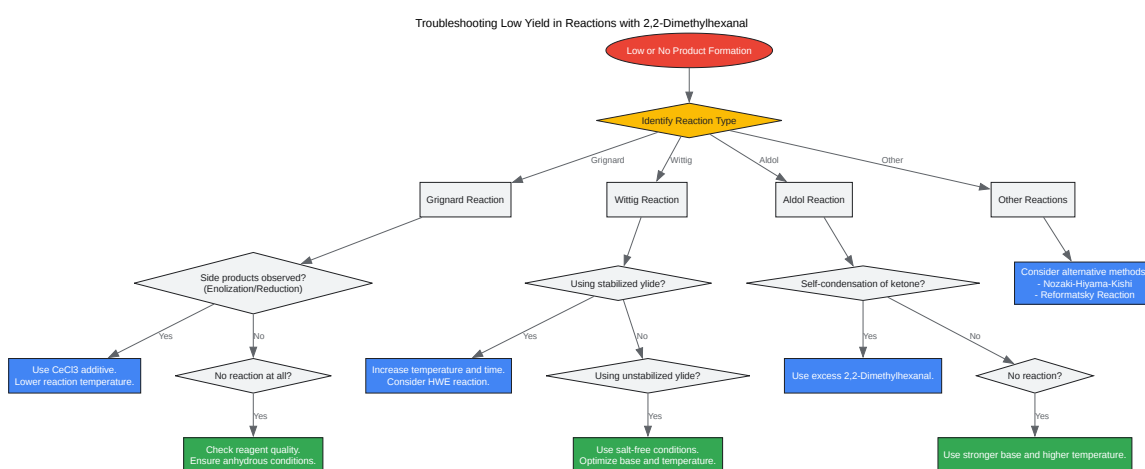 Troubleshooting Low Yield in Reactions with 2,2-Dimethylhexanal
Low or No Product Formation
Identify Reaction Type
Grignard
Wittig
Aldol
Other
Grignard Reaction
Wittig Reaction
Aldol Reaction
Other Reactions
Side products observed?
(Enolization/Reduction)
Using stabilized ylide?
Self-condensation of ketone?
Consider alternative methods
- Nozaki-Hiyama-Kishi
- Reformatsky Reaction
Yes
No
Yes
No
Yes
No
Use CeCl3 additive.
Lower reaction temperature.
No reaction at all?
Increase temperature and time.
Consider HWE reaction.
Using unstabilized ylide?
Use excess 2,2-Dimethylhexanal.
No reaction?
Yes
Yes
Yes
Check reagent quality.
Ensure anhydrous conditions.
Use salt-free conditions.
Optimize base and temperature.
Use stronger base and higher temperature.